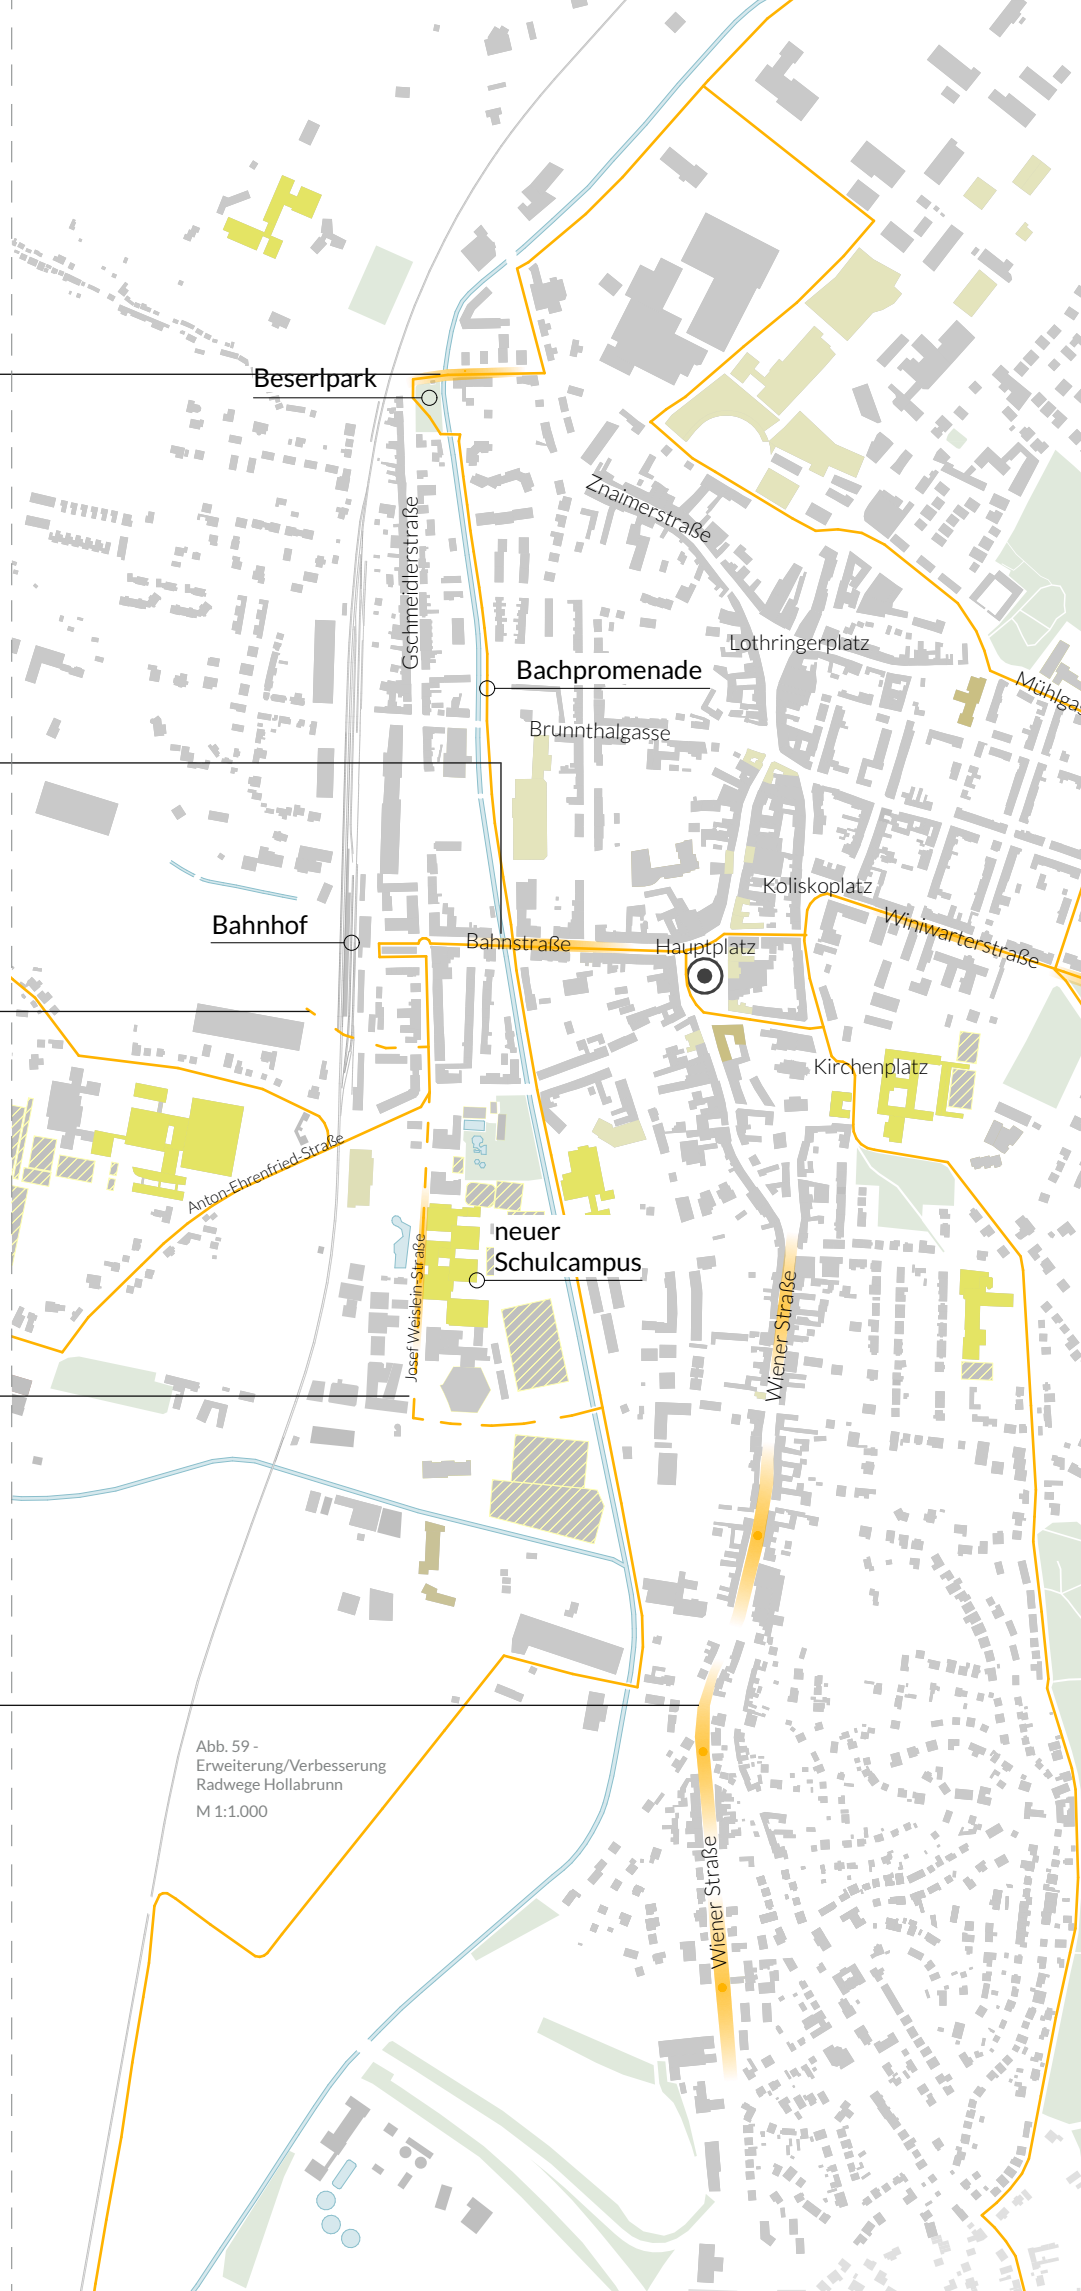 Beserlpark
Znaimerstraße
Gschmeidlerstraße
Lothringerplatz
Bachpromenade
Brunnthalgasse
Koliskoplatz
Winiwarterstraße
Bahnhof
Bahnstraße
Hauptplatz
Kirchenplatz
Anton-Ehrenfried-Straße
neuer
Schulcampus
Josef Weislein-Straße
Wiener Straße
Abb. 59 -
Erweiterung/Verbesserung
Radwege Hollabrunn
M 1:1.000
Wiener Straße